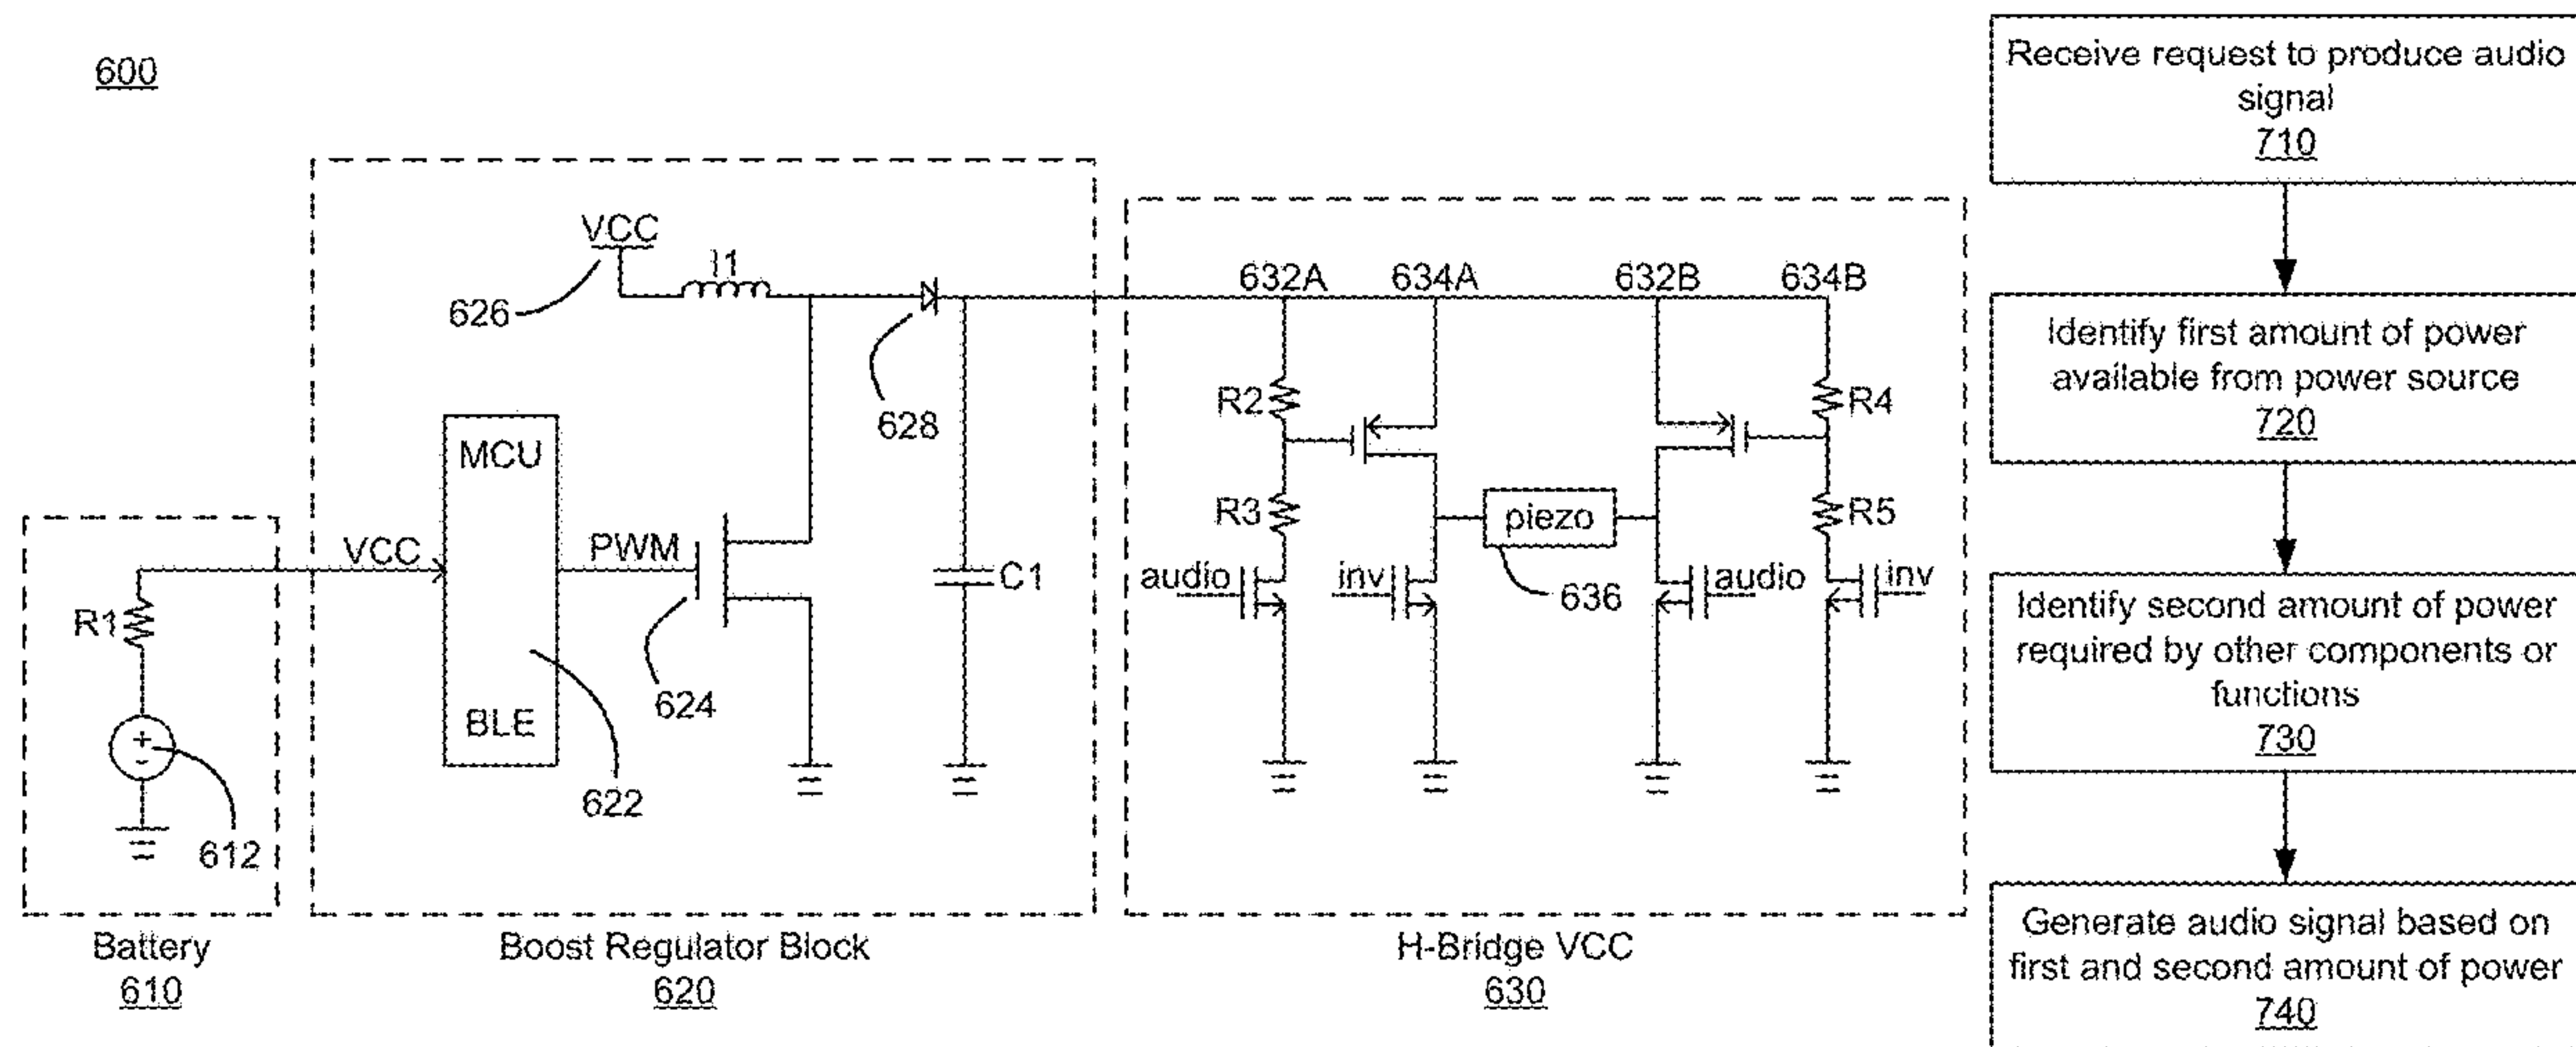 600
VCC
I1
626
628
MCU
BLE
622
VCC
PWM
624
C1
R1
+
-
612
Battery
610
Boost Regulator Block
620
632A
634A
632B
634B
R2
R3
R4
R5
piezo
636
audio
inv
audio
inv
H-Bridge VCC
630
Receive request to produce audio
signal
710
Identify first amount of power
available from power source
720
Identify second amount of power
required by other components or
functions
730
Generate audio signal based on
first and second amount of power
740